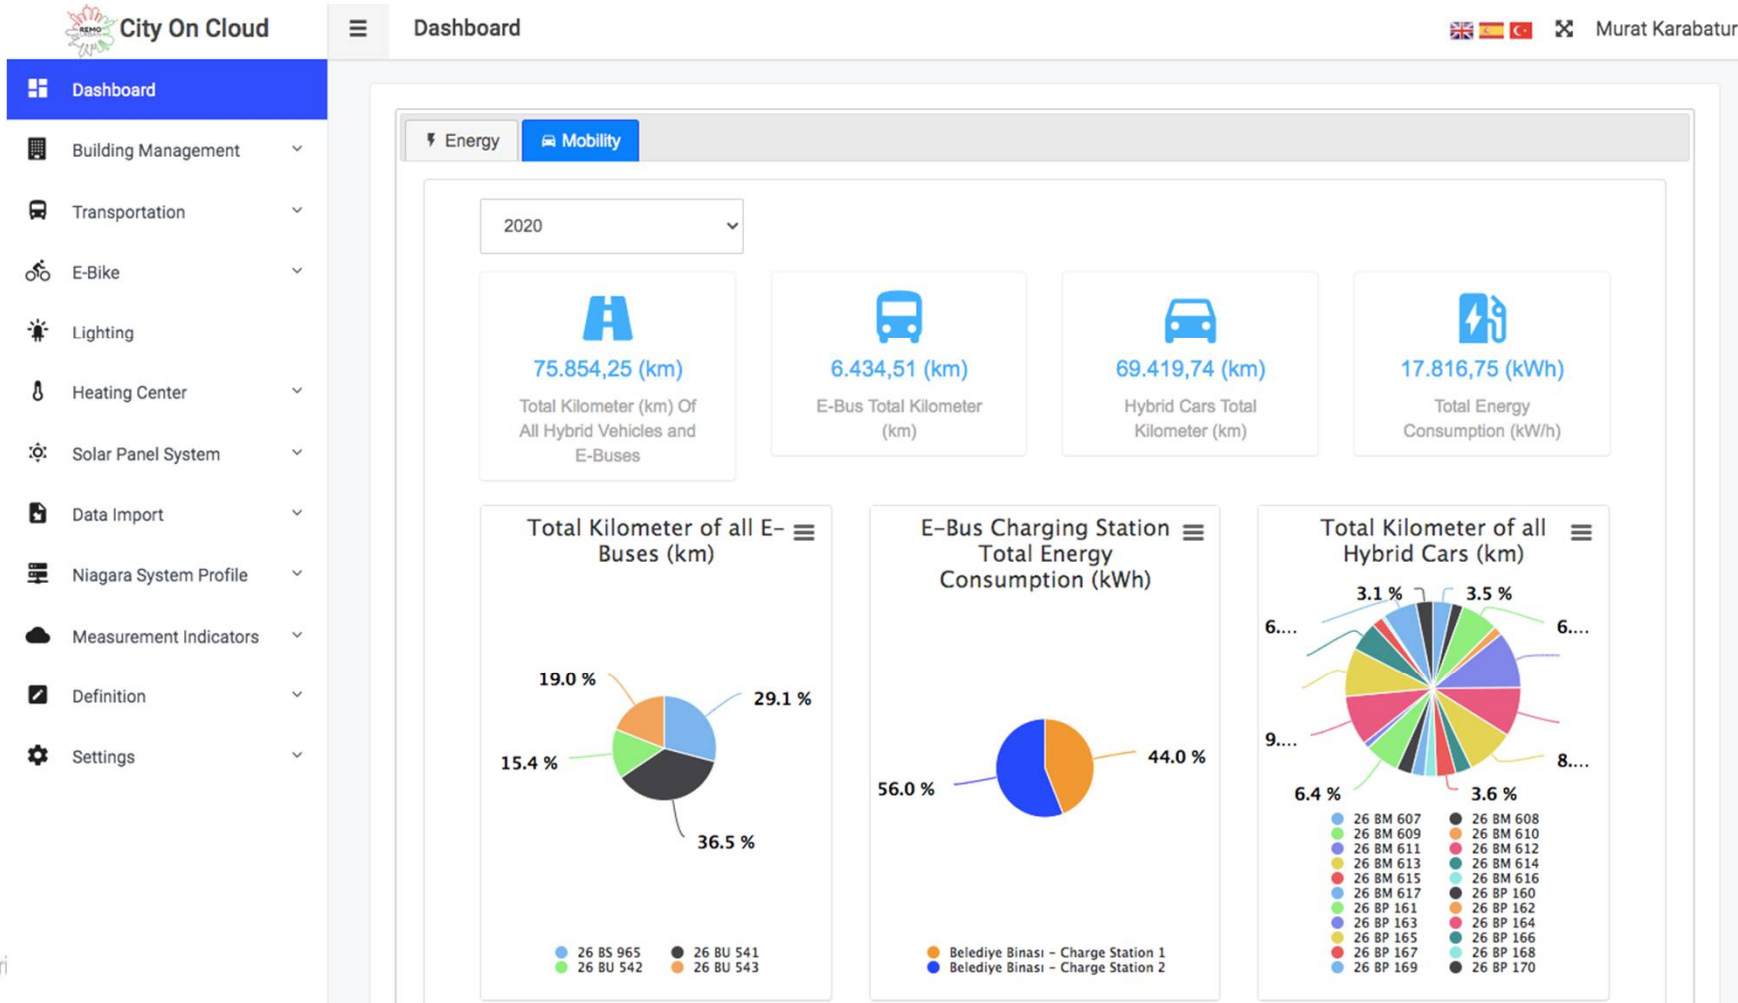 REMO
City On Cloud
Dashboard
Murat Karabatur
Dashboard
Building Management
Transportation
E-Bike
Lighting
Heating Center
Solar Panel System
Data Import
Niagara System Profile
Measurement Indicators
Definition
Settings
Energy
Mobility
2020
75.854,25 (km)
Total Kilometer (km) Of
All Hybrid Vehicles and
E-Buses
6.434,51 (km)
E-Bus Total Kilometer
(km)
69.419,74 (km)
Hybrid Cars Total
Kilometer (km)
17.816,75 (kWh)
Total Energy
Consumption (kW/h)
Total Kilometer of all E-
Buses (km)
19.0 %
29.1 %
15.4 %
36.5 %
26 BS 965
26 BU 541
26 BU 542
26 BU 543
E-Bus Charging Station
Total Energy
Consumption (kWh)
44.0 %
56.0 %
Belediye Binası - Charge Station 1
Belediye Binası - Charge Station 2
Total Kilometer of all
Hybrid Cars (km)
3.1 %
3.5 %
6....
6....
9....
8....
6.4 %
3.6 %
26 BM 607
26 BM 608
26 BM 609
26 BM 610
26 BM 611
26 BM 612
26 BM 613
26 BM 614
26 BM 615
26 BM 616
26 BM 617
26 BP 160
26 BP 161
26 BP 162
26 BP 163
26 BP 164
26 BP 165
26 BP 166
26 BP 167
26 BP 168
26 BP 169
26 BP 170